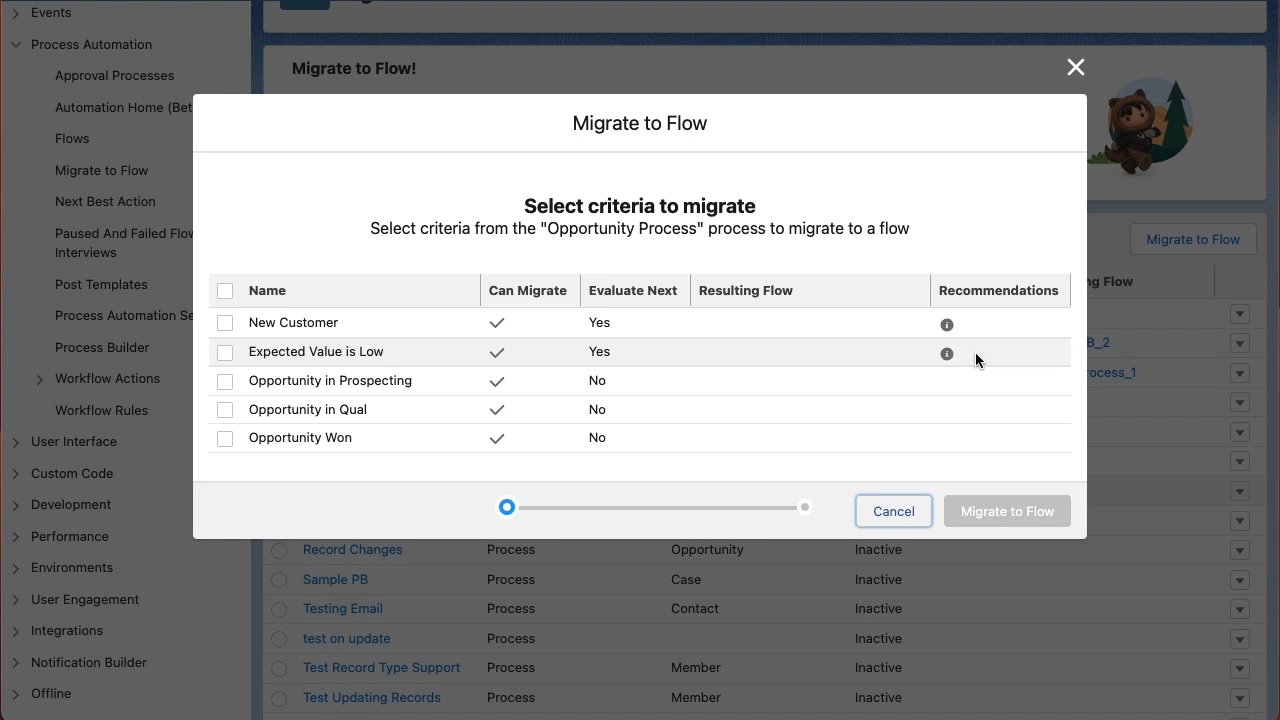 Events
Process Automation
Approval Processes
Automation Home (Bet
Flows
Migrate to Flow
Next Best Action
Paused And Failed Flow
Interviews
Post Templates
Process Automation Se
Process Builder
Workflow Actions
Workflow Rules
User Interface
Custom Code
Development
Performance
Environments
User Engagement
Integrations
Notification Builder
Offline
Migrate to Flow!
Migrate to Flow
Select criteria to migrate
Select criteria from the "Opportunity Process" process to migrate to a flow
Name Can Migrate Evaluate Next Resulting Flow Recommendations
New Customer Yes
Expected Value is Low Yes
Opportunity in Prospecting No
Opportunity in Qual No
Opportunity Won No
Cancel Migrate to Flow
Migrate to Flow
ng Flow
B_2
rocess_1
Record Changes Process Opportunity Inactive
Sample PB Process Case Inactive
Testing Email Process Contact Inactive
test on update Process Inactive
Test Record Type Support Process Member Inactive
Test Updating Records Process Member Inactive